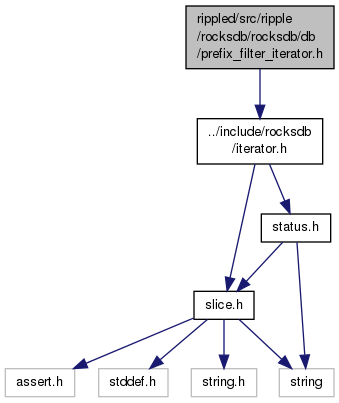 rippled/src/ripple
/rocksdb/rocksdb/db
/prefix_filter_iterator.h
../include/rocksdb
/iterator.h
status.h
slice.h
assert.h
stddef.h
string.h
string